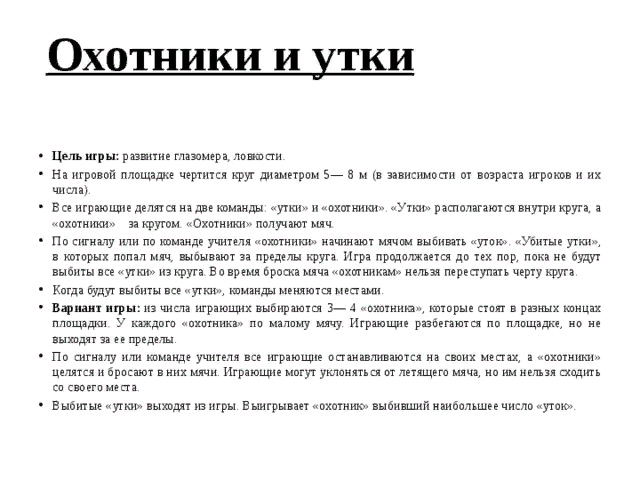 Охотники и утки
• Цель игры: развитие глазомера, ловкости.
• На игровой площадке чертится круг диаметром 5— 8 м (в зависимости от возраста игроков и их
числа).
• Все играющие делятся на две команды: «утки» и «охотники». «Утки» располагаются внутри круга, а
«охотники» за кругом. «Охотники» получают мяч.
• По сигналу или по команде учителя «охотники» начинают мячом выбивать «уток». «Убитые утки»,
в которых попал мяч, выбывают за пределы круга. Игра продолжается до тех пор, пока не будут
выбиты все «утки» из круга. Во время броска мяча «охотникам» нельзя переступать черту круга.
• Когда будут выбиты все «утки», команды меняются местами.
• Вариант игры: из числа играющих выбираются 3— 4 «охотника», которые стоят в разных концах
площадки. У каждого «охотника» по малому мячу. Играющие разбегаются по площадке, но не
выходят за ее пределы.
• По сигналу или команде учителя все играющие останавливаются на своих местах, а «охотники»
целятся и бросают в них мячи. Играющие могут уклоняться от летящего мяча, но им нельзя сходить
со своего места.
• Выбитые «утки» выходят из игры. Выигрывает «охотник» выбивший наибольшее число «уток».